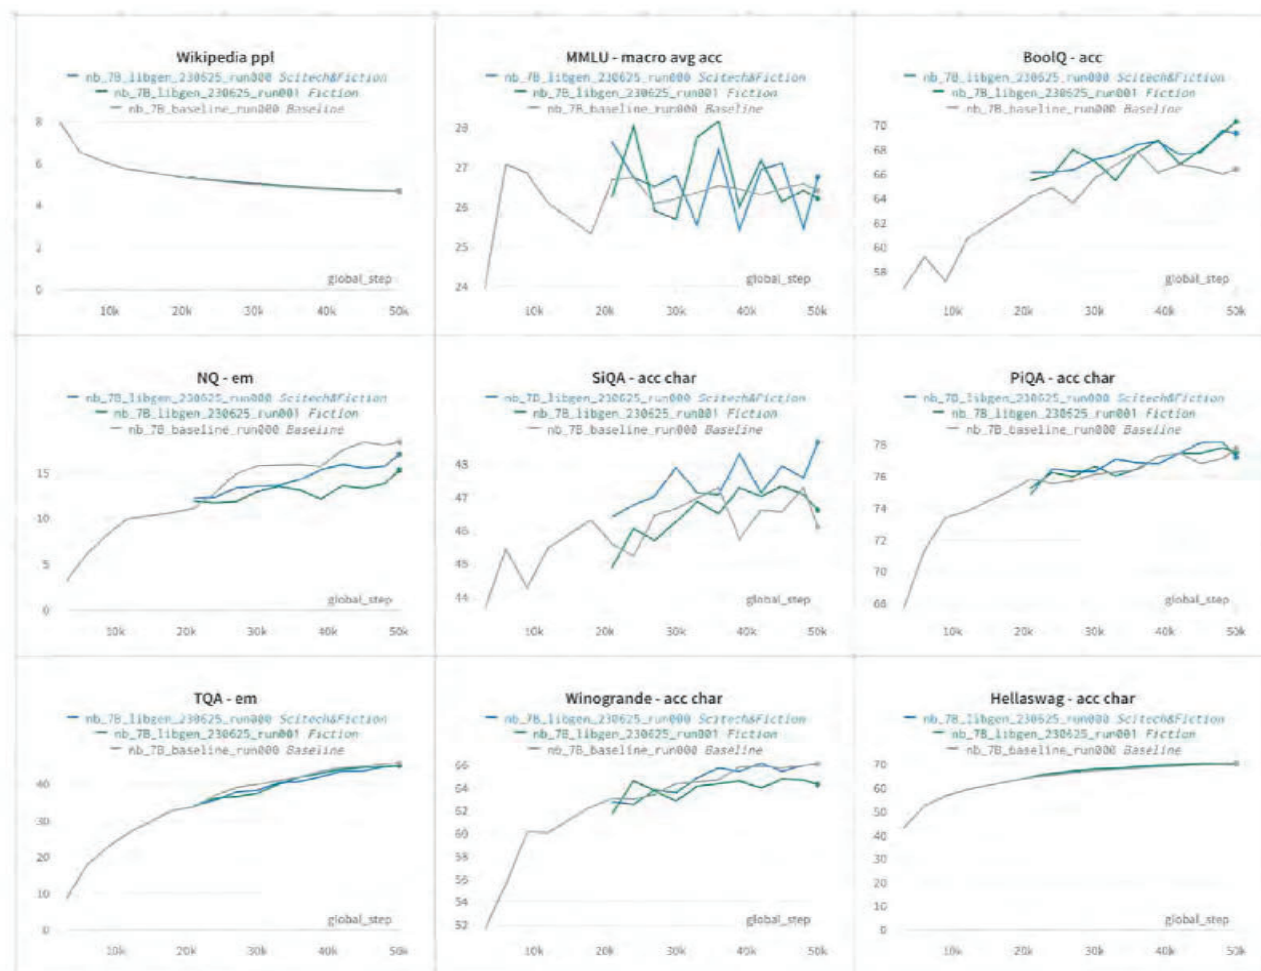 Wikipedia ppl
nb_7B_libgen_230625_run000 Scitech&Fiction
nb_7B_libgen_230625_run001 Fiction
nb_7B_baseline_run000 Baseline
8
6
4
2
0
global_step
10k 20k 30k 40k 50k
MMLU - macro avg acc
nb_7B_libgen_230625_run000 Scitech&Fiction
nb_7B_libgen_230625_run001 Fiction
nb_7B_baseline_run000 Baseline
28
27
26
25
24
global_step
10k 20k 30k 40k 50k
BoolQ - acc
nb_7B_libgen_230625_run000 Scitech&Fiction
nb_7B_libgen_230625_run001 Fiction
nb_7B_baseline_run000 Baseline
70
68
66
64
62
60
58
global_step
10k 20k 30k 40k 50k
NQ - em
nb_7B_libgen_230625_run000 Scitech&Fiction
nb_7B_libgen_230625_run001 Fiction
nb_7B_baseline_run000 Baseline
15
10
5
0
global_step
10k 20k 30k 40k 50k
SiQA - acc char
nb_7B_libgen_230625_run000 Scitech&Fiction
nb_7B_libgen_230625_run001 Fiction
nb_7B_baseline_run000 Baseline
48
47
46
45
44
global_step
10k 20k 30k 40k 50k
PiQA - acc char
nb_7B_libgen_230625_run000 Scitech&Fiction
nb_7B_libgen_230625_run001 Fiction
nb_7B_baseline_run000 Baseline
78
76
74
72
70
68
global_step
10k 20k 30k 40k 50k
TQA - em
nb_7B_libgen_230625_run000 Scitech&Fiction
nb_7B_libgen_230625_run001 Fiction
nb_7B_baseline_run000 Baseline
40
30
20
10
0
global_step
10k 20k 30k 40k 50k
Winogrande - acc char
nb_7B_libgen_230625_run000 Scitech&Fiction
nb_7B_libgen_230625_run001 Fiction
nb_7B_baseline_run000 Baseline
66
64
62
60
58
56
54
52
global_step
10k 20k 30k 40k 50k
Hellaswag - acc char
nb_7B_libgen_230625_run000 Scitech&Fiction
nb_7B_libgen_230625_run001 Fiction
nb_7B_baseline_run000 Baseline
70
60
50
40
30
20
10
0
global_step
10k 20k 30k 40k 50k